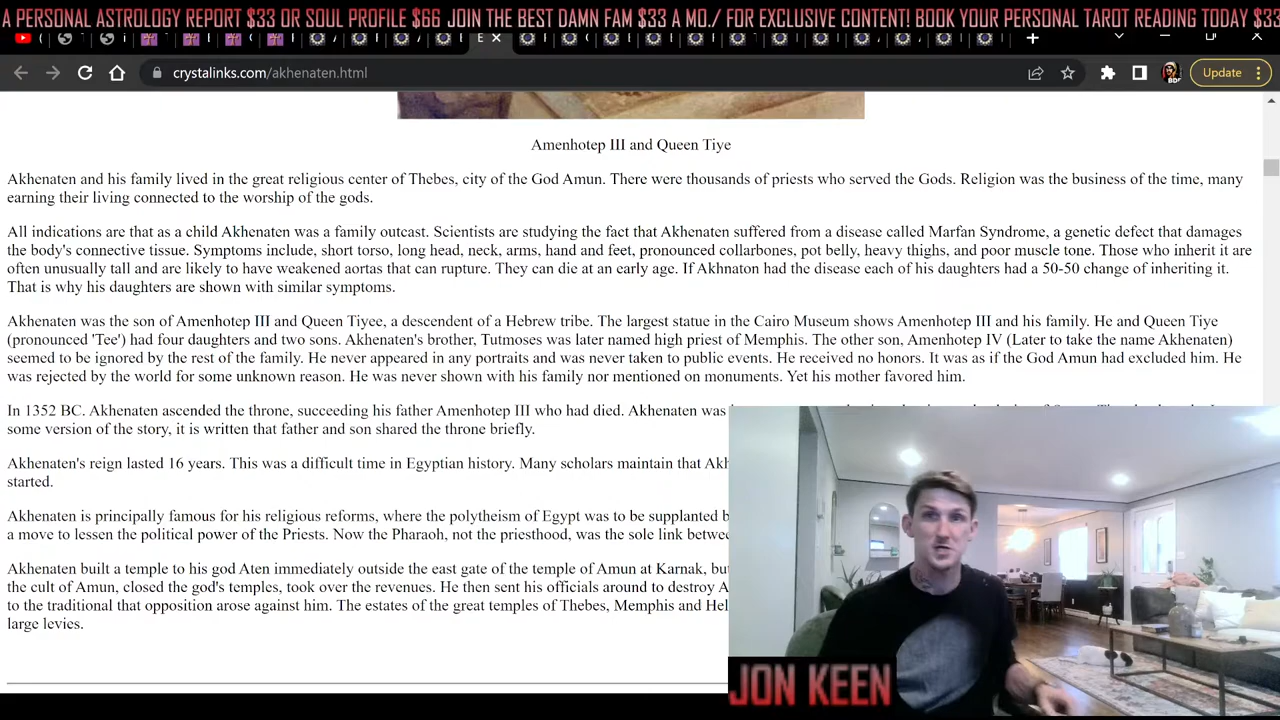 A PERSONAL ASTROLOGY REPORT $33 OR SOUL PROFILE $66 JOIN THE BEST DAMN FAM $33 A MO./ FOR EXCLUSIVE CONTENT! BOOK YOUR PERSONAL TAROT READING TODAY $33
crystalinks.com/akhenaten.html
Update
Amenhotep III and Queen Tiye
Akhenaten and his family lived in the great religious center of Thebes, city of the God Amun. There were thousands of priests who served the Gods. Religion was the business of the time, many
earning their living connected to the worship of the gods.
All indications are that as a child Akhenaten was a family outcast. Scientists are studying the fact that Akhenaten suffered from a disease called Marfan Syndrome, a genetic defect that damages
the body's connective tissue. Symptoms include, short torso, long head, neck, arms, hand and feet, pronounced collarbones, pot belly, heavy thighs, and poor muscle tone. Those who inherit it are
often unusually tall and are likely to have weakened aortas that can rupture. They can die at an early age. If Akhnaton had the disease each of his daughters had a 50-50 change of inheriting it.
That is why his daughters are shown with similar symptoms.
Akhenaten was the son of Amenhotep III and Queen Tiyee, a descendent of a Hebrew tribe. The largest statue in the Cairo Museum shows Amenhotep III and his family. He and Queen Tiye
(pronounced 'Tee') had four daughters and two sons. Akhenaten's brother, Tutmoses was later named high priest of Memphis. The other son, Amenhotep IV (Later to take the name Akhenaten)
seemed to be ignored by the rest of the family. He never appeared in any portraits and was never taken to public events. He received no honors. It was as if the God Amun had excluded him. He
was rejected by the world for some unknown reason. He was never shown with his family nor mentioned on monuments. Yet his mother favored him.
In 1352 BC. Akhenaten ascended the throne, succeeding his father Amenhotep III who had died. Akhenaten was
some version of the story, it is written that father and son shared the throne briefly.
Akhenaten's reign lasted 16 years. This was a difficult time in Egyptian history. Many scholars maintain that
started.
Akhenaten is principally famous for his religious reforms, where the polytheism of Egypt was to be supplanted
a move to lessen the political power of the Priests. Now the Pharaoh, not the priesthood, was the sole link
Akhenaten built a temple to his god Aten immediately outside the east gate of the temple of Amun at Karnak,
the cult of Amun, closed the god's temples, took over the revenues. He then sent his officials around to destroy
to the traditional that opposition arose against him. The estates of the great temples of Thebes, Memphis and
large levies.
JON KEEN